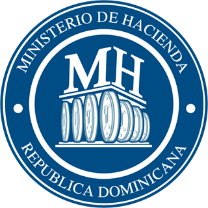 MINISTERIO DE HACIENDA
MH
REPUBLICA DOMINICANA